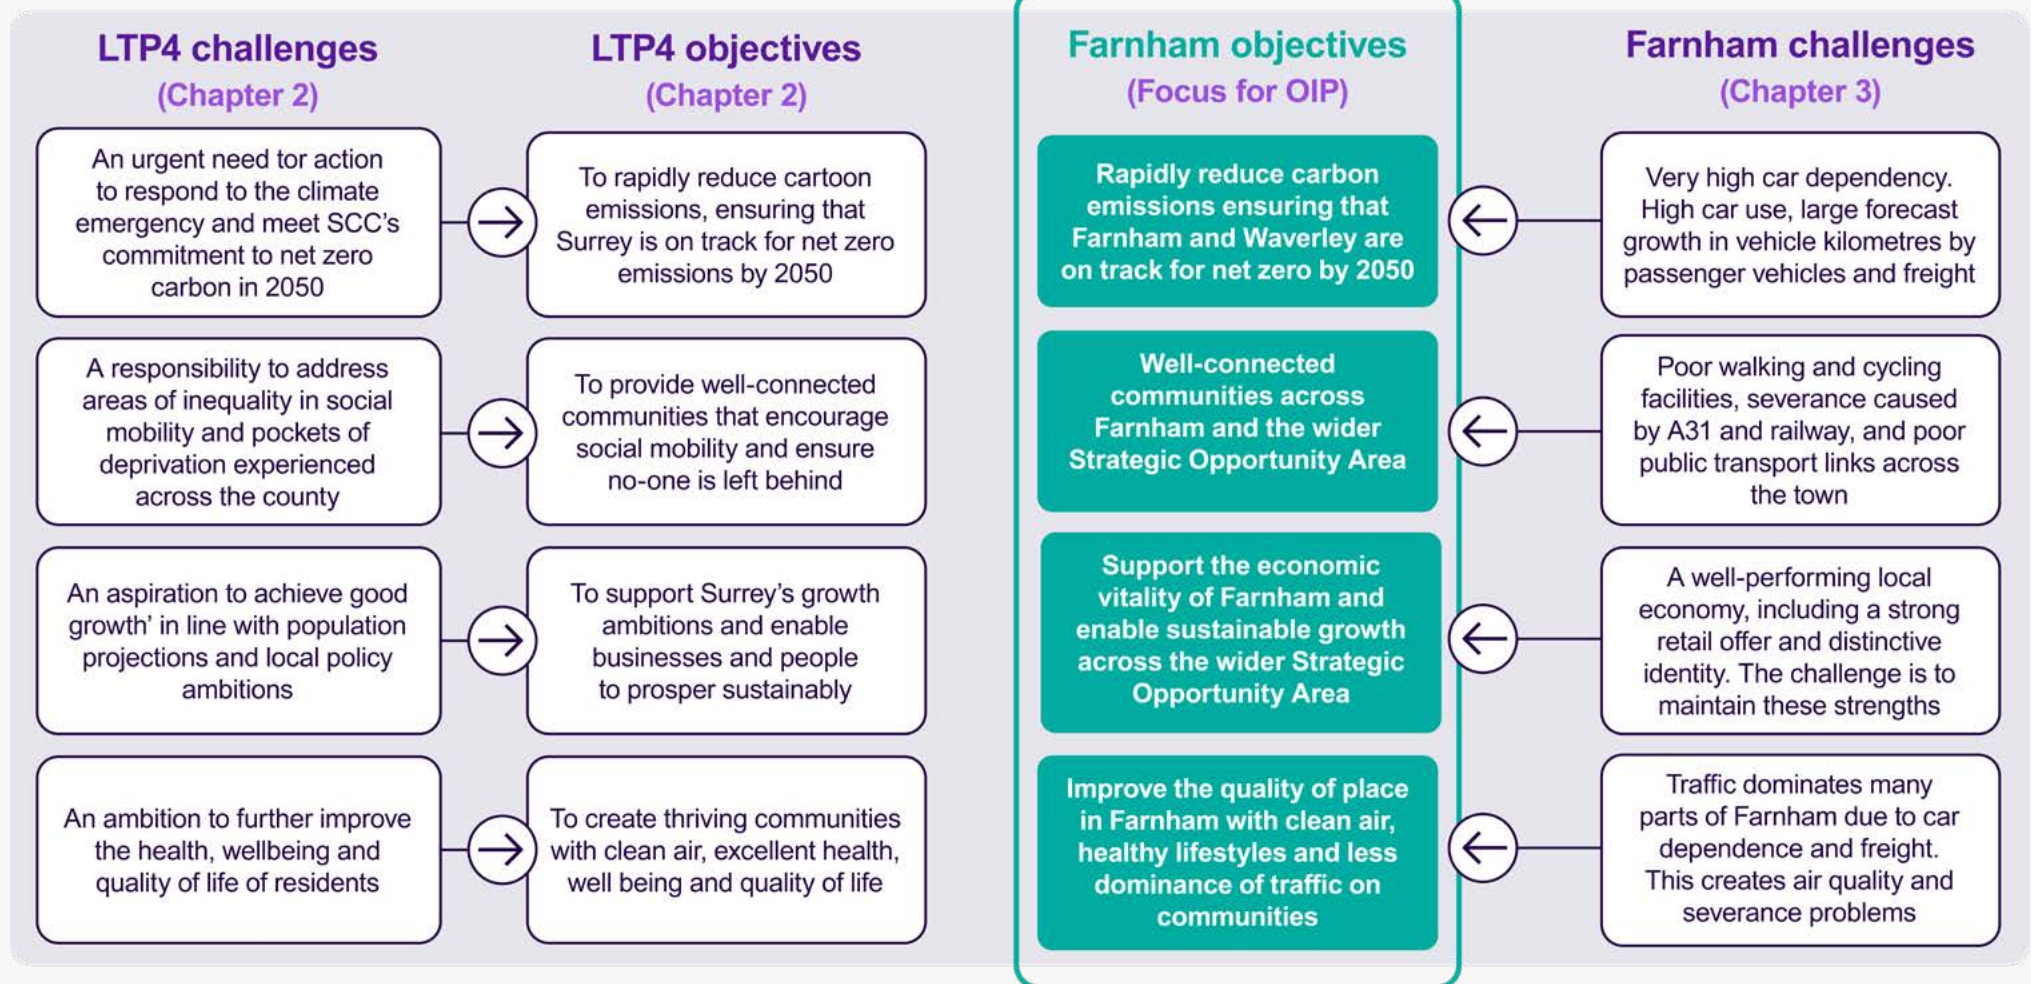 LTP4 challenges
(Chapter 2)
An urgent need tor action
to respond to the climate
emergency and meet SCC's
commitment to net zero
carbon in 2050
A responsibility to address
areas of inequality in social
mobility and pockets of
deprivation experienced
across the county
An aspiration to achieve good
growth' in line with population
projections and local policy
ambitions
An ambition to further improve
the health, wellbeing and
quality of life of residents
LTP4 objectives
(Chapter 2)
To rapidly reduce cartoon
emissions, ensuring that
Surrey is on track for net zero
emissions by 2050
To provide well-connected
communities that encourage
social mobility and ensure
no-one is left behind
To support Surrey's growth
ambitions and enable
businesses and people
to prosper sustainably
To create thriving communities
with clean air, excellent health,
well being and quality of life
Farnham objectives
(Focus for OIP)
Rapidly reduce carbon
emissions ensuring that
Farnham and Waverley are
on track for net zero by 2050
Well-connected
communities across
Farnham and the wider
Strategic Opportunity Area
Support the economic
vitality of Farnham and
enable sustainable growth
across the wider Strategic
Opportunity Area
Improve the quality of place
in Farnham with clean air,
healthy lifestyles and less
dominance of traffic on
communities
Farnham challenges
(Chapter 3)
Very high car dependency.
High car use, large forecast
growth in vehicle kilometres by
passenger vehicles and freight
Poor walking and cycling
facilities, severance caused
by A31 and railway, and poor
public transport links across
the town
A well-performing local
economy, including a strong
retail offer and distinctive
identity. The challenge is to
maintain these strengths
Traffic dominates many
parts of Farnham due to car
dependence and freight.
This creates air quality and
severance problems